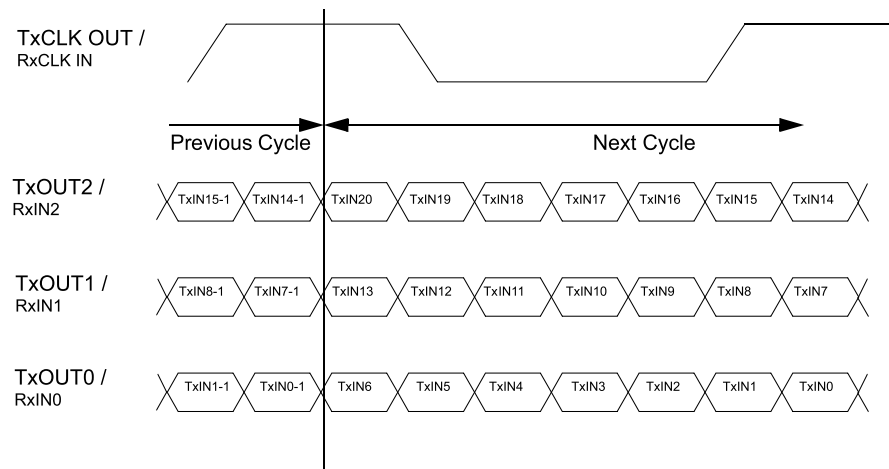 TxCLK OUT /
RxCLK IN
Previous Cycle
Next Cycle
TxOUT2 /
RxIN2
TxIN15-1 TxIN14-1 TxIN20 TxIN19 TxIN18 TxIN17 TxIN16 TxIN15 TxIN14
TxOUT1 /
RxIN1
TxIN8-1 TxIN7-1 TxIN13 TxIN12 TxIN11 TxIN10 TxIN9 TxIN8 TxIN7
TxOUT0 /
RxIN0
TxIN1-1 TxIN0-1 TxIN6 TxIN5 TxIN4 TxIN3 TxIN2 TxIN1 TxIN0